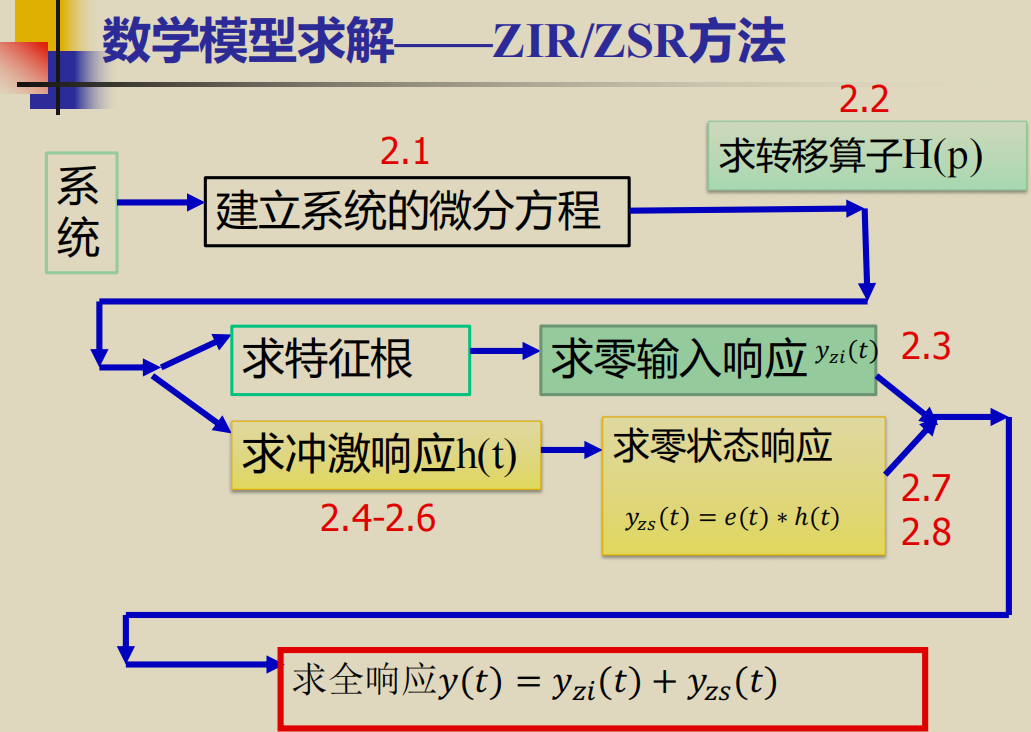 数学模型求解——ZIR/ZSR方法
2.2
求转移算子H(p)
2.1
系
统
建立系统的微分方程
求特征根
求零输入响应 y_{zi}(t)
2.3
求冲激响应h(t)
2.4-2.6
求零状态响应
y_{zs}(t) = e(t) * h(t)
2.7
2.8
求全响应y(t) = y_{zi}(t) + y_{zs}(t)